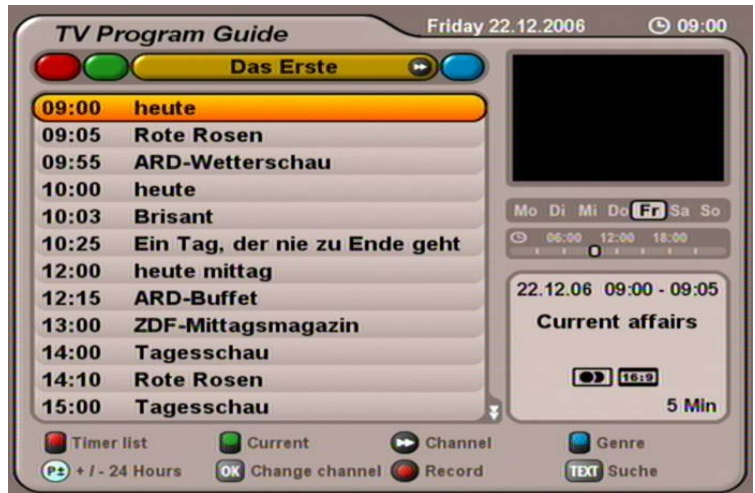 TV Program Guide
Friday 22.12.2006 09:00
Das Erste
09:00 heute
09:05 Rote Rosen
09:55 ARD-Wetterschau
10:00 heute
10:03 Brisant
10:25 Ein Tag, der nie zu Ende geht
12:00 heute mittag
12:15 ARD-Buffet
13:00 ZDF-Mittagsmagazin
14:00 Tagesschau
14:10 Rote Rosen
15:00 Tagesschau
Mo Di Mi Do Fr Sa So
06:00 12:00 18:00
22.12.06 09:00 - 09:05
Current affairs
16:9
5 Min
Timer list Current Channel Genre
P± + / - 24 Hours OK Change channel Record TEXT Suche